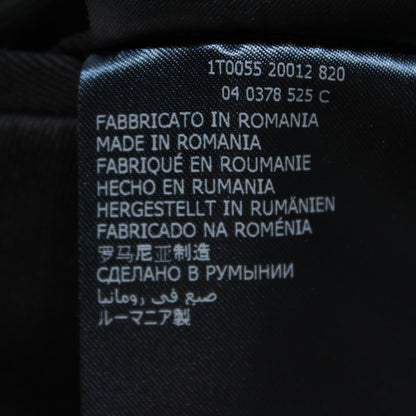 1T0055 20012 820
04 0378 525 C
FABBRICATO IN ROMANIA
MADE IN ROMANIA
FABRIQUÉ EN ROUMANIE
HECHO EN RUMANIA
HERGESTELLT IN RUMÄNIEN
FABRICADO NA ROMÉNIA
罗马尼亚制造
СДЕЛАНО В РУМЫНИИ
صنع في رومانيا
ルーマニア製